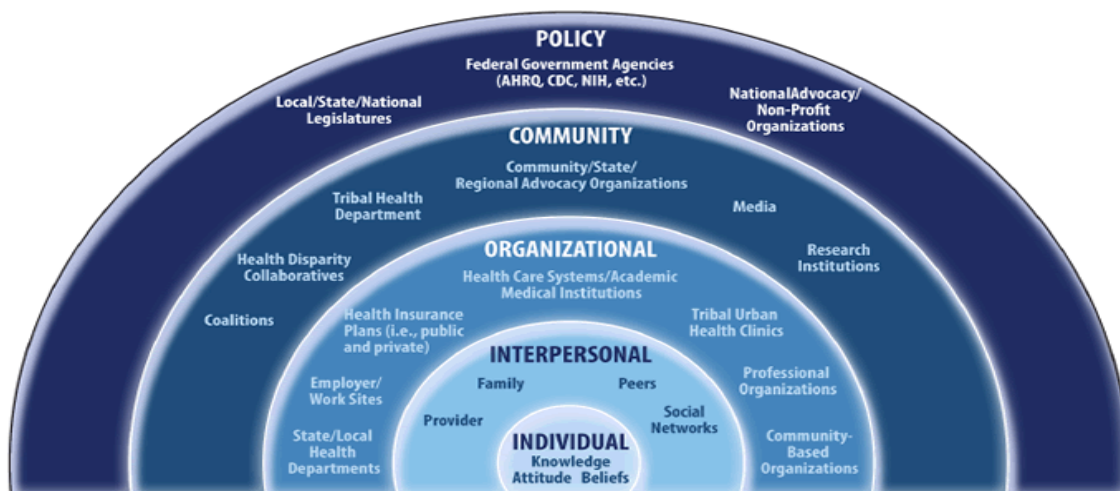 POLICY
Federal Government Agencies
(AHRQ, CDC, NIH, etc.)
Local/State/National
Legislatures
NationalAdvocacy/
Non-Profit
Organizations
COMMUNITY
Community/State/
Regional Advocacy Organizations
Tribal Health
Department
Media
Health Disparity
Collaboratives
Research
Institutions
Coalitions
ORGANIZATIONAL
Health Care Systems/Academic
Medical Institutions
Health Insurance
Plans (i.e., public
and private)
Tribal Urban
Health Clinics
Employer/
Work Sites
Professional
Organizations
State/Local
Health
Departments
Community-
Based
Organizations
INTERPERSONAL
Family
Peers
Provider
Social
Networks
INDIVIDUAL
Knowledge
Attitude Beliefs